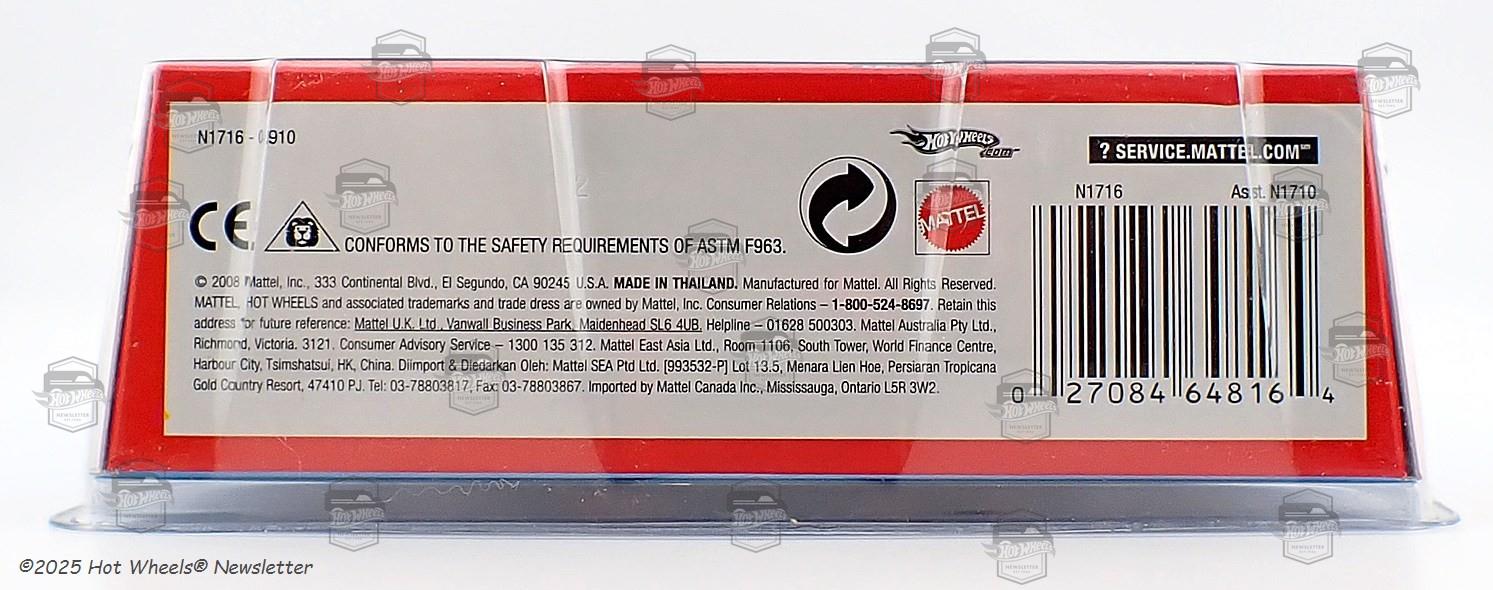 N1716 - 0910
HOT WHEELS
.COM
? SERVICE.MATTEL.COM
N1716 Asst. N1710
CE
MATTEL
CONFORMS TO THE SAFETY REQUIREMENTS OF ASTM F963.
© 2008 Mattel, Inc., 333 Continental Blvd., El Segundo, CA 90245 U.S.A. MADE IN THAILAND. Manufactured for Mattel. All Rights Reserved.
MATTEL, HOT WHEELS and associated trademarks and trade dress are owned by Mattel, Inc. Consumer Relations – 1-800-524-8697. Retain this
address for future reference: Mattel U.K. Ltd., Vanwall Business Park, Maidenhead SL6 4UB. Helpline – 01628 500303. Mattel Australia Pty Ltd.,
Richmond, Victoria. 3121. Consumer Advisory Service – 1300 135 312. Mattel East Asia Ltd., Room 1106, South Tower, World Finance Centre,
Harbour City, Tsimshatsui, HK, China. Diimport & Diedarkan Oleh: Mattel SEA Ptd Ltd. [993532-P] Lot 13.5, Menara Lien Hoe, Persiaran Tropicana
Gold Country Resort, 47410 PJ. Tel: 03-78803817, Fax: 03-78803867. Imported by Mattel Canada Inc., Mississauga, Ontario L5R 3W2.
0 27084 64816 4
©2025 Hot Wheels® Newsletter